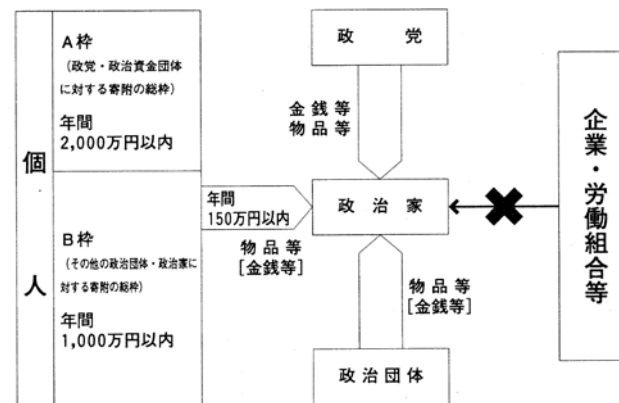 個人
A枠
（政党・政治資金団体
に対する寄附の総枠）
年間
2,000万円以内
B枠
（その他の政治団体・政治家に
対する寄附の総枠）
年間
1,000万円以内
年間
150万円以内
物品等
[金銭等]
政党
金銭等
物品等
政治家
物品等
[金銭等]
政治団体
企業・労働組合等